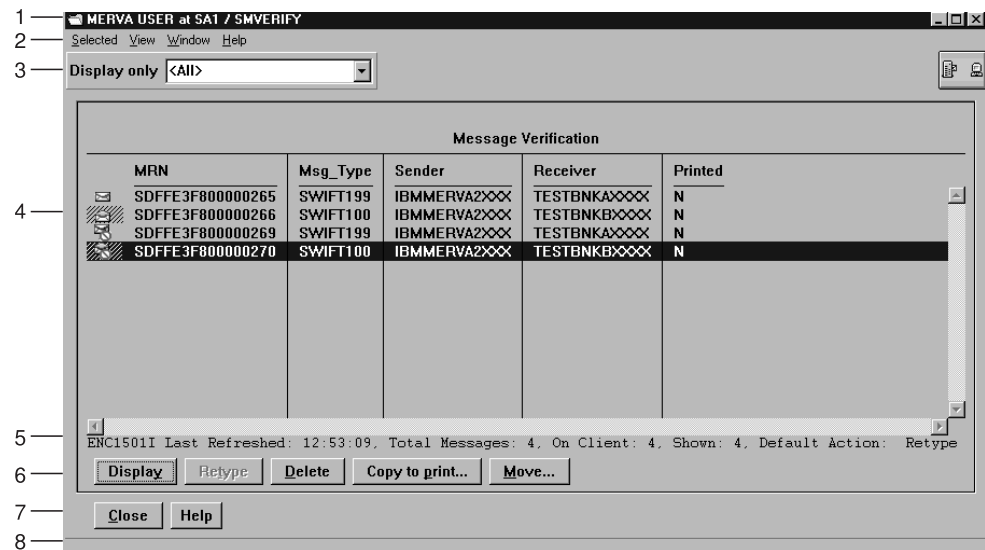 1 MERVA USER at SA1 / SMVERIFY
2 Selected View Window Help
3 Display only <All>
Message Verification
MRN Msg_Type Sender Receiver Printed
SDFFE3F800000265 SWIFT199 IBMMERVA2XXX TESTBNKAXXXX N
4 SDFFE3F800000266 SWIFT100 IBMMERVA2XXX TESTBNKBXXXX N
SDFFE3F800000269 SWIFT199 IBMMERVA2XXX TESTBNKAXXXX N
SDFFE3F800000270 SWIFT100 IBMMERVA2XXX TESTBNKBXXXX N
5 ENC1501I Last Refreshed: 12:53:09, Total Messages: 4, On Client: 4, Shown: 4, Default Action: Retype
6 Display Retype Delete Copy to print... Move...
7 Close Help
8